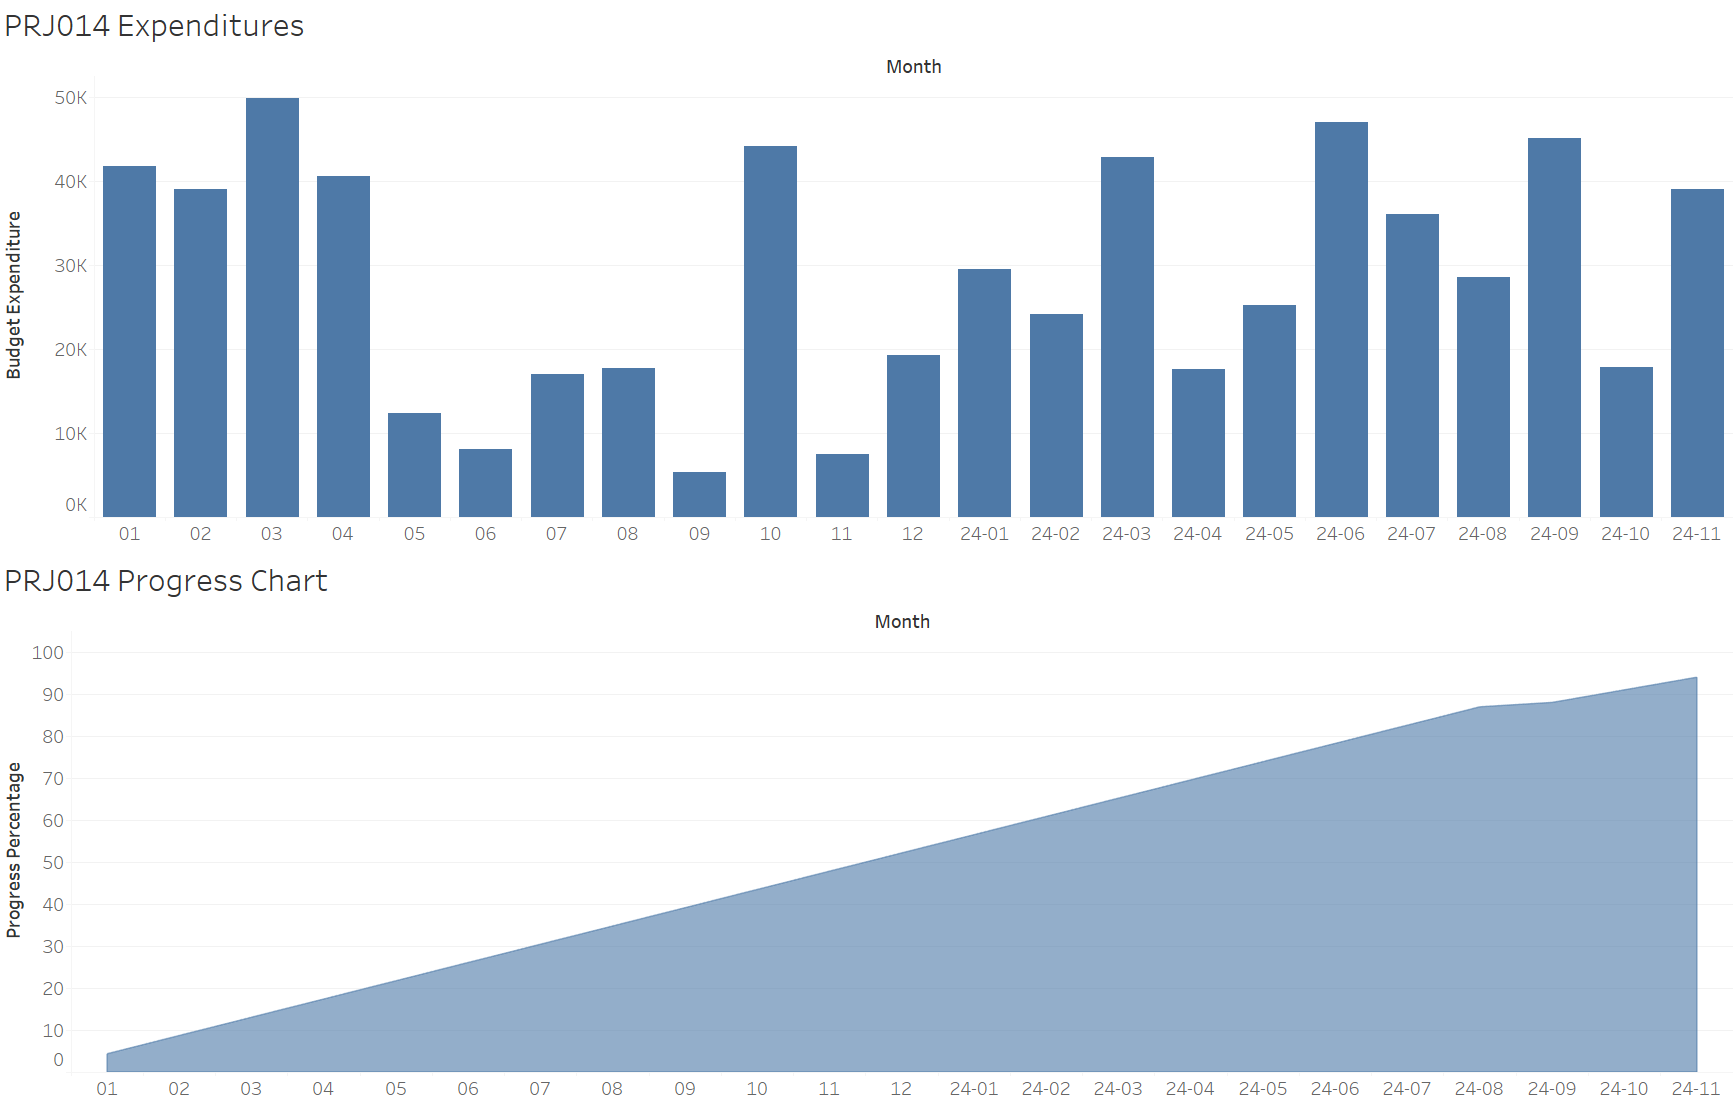 PRJ014 Expenditures
Month
Budget Expenditure
50K
40K
30K
20K
10K
0K
01 02 03 04 05 06 07 08 09 10 11 12 24-01 24-02 24-03 24-04 24-05 24-06 24-07 24-08 24-09 24-10 24-11
PRJ014 Progress Chart
Month
Progress Percentage
100
90
80
70
60
50
40
30
20
10
0
01 02 03 04 05 06 07 08 09 10 11 12 24-01 24-02 24-03 24-04 24-05 24-06 24-07 24-08 24-09 24-10 24-11